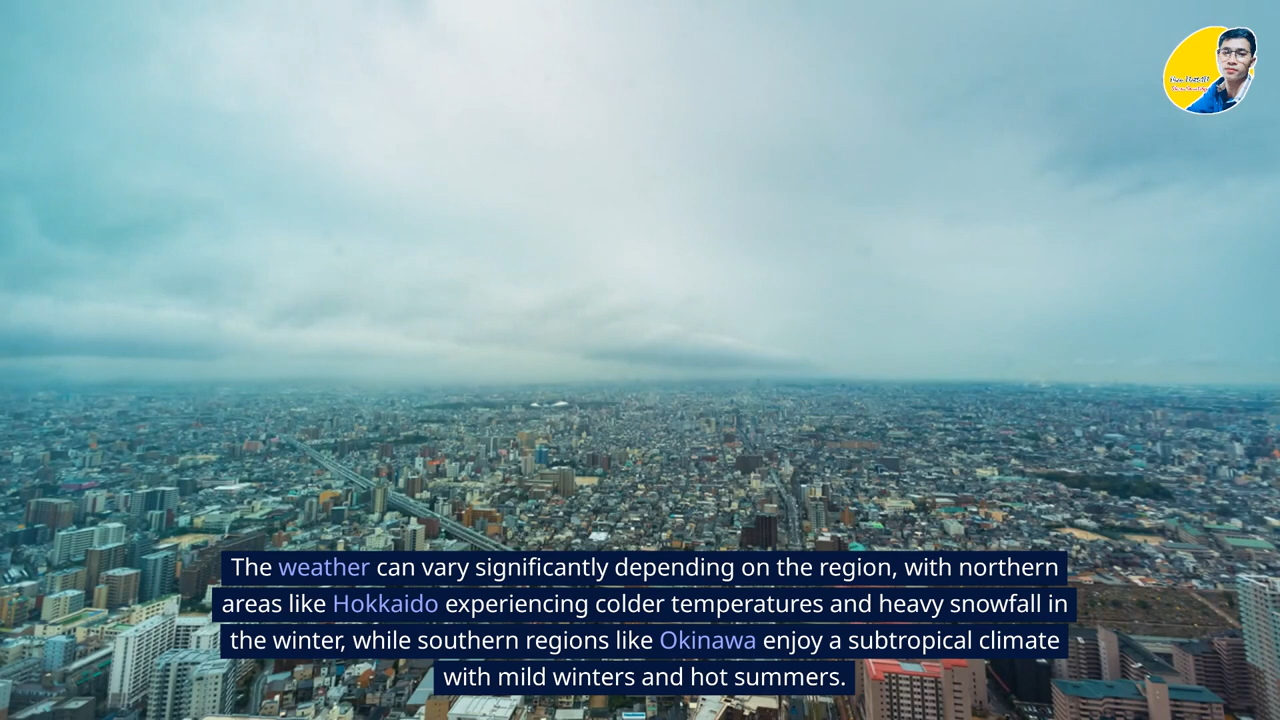 The weather can vary significantly depending on the region, with northern
areas like Hokkaido experiencing colder temperatures and heavy snowfall in
the winter, while southern regions like Okinawa enjoy a subtropical climate
with mild winters and hot summers.